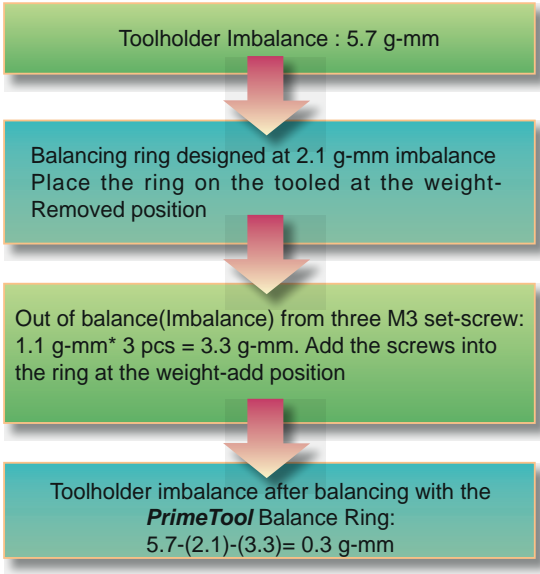 Toolholder Imbalance : 5.7 g-mm
Balancing ring designed at 2.1 g-mm imbalance
Place the ring on the tooled at the weight-
Removed position
Out of balance(Imbalance) from three M3 set-screw:
1.1 g-mm* 3 pcs = 3.3 g-mm. Add the screws into
the ring at the weight-add position
Toolholder imbalance after balancing with the
PrimeTool Balance Ring:
5.7-(2.1)-(3.3)= 0.3 g-mm